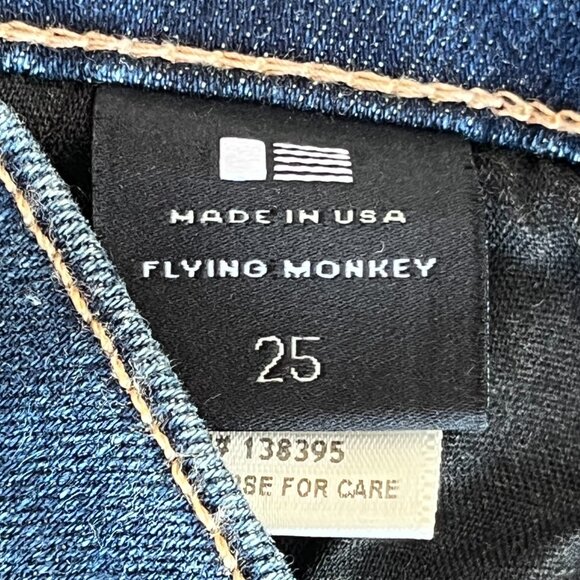 MADE IN USA
FLYING MONKEY
25
# 138395
FOR CARE